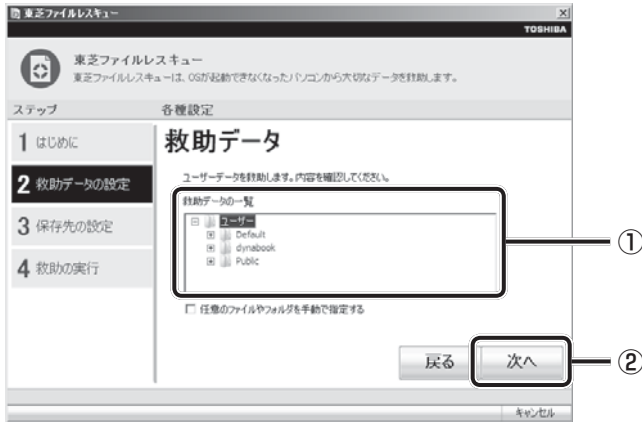 東芝ファイルレスキュー
TOSHIBA
東芝ファイルレスキュー
東芝ファイルレスキューは、OSが起動できなくなったパソコンから大切なデータを救助します。
ステップ
各種設定
1 はじめに
2 救助データの設定
3 保存先の設定
4 救助の実行
救助データ
ユーザーデータを救助します。内容を確認してください。
救助データの一覧
ユーザー
Default
dynabook
Public
①
任意のファイルやフォルダを手動で指定する
戻る
次へ
②
キャンセル